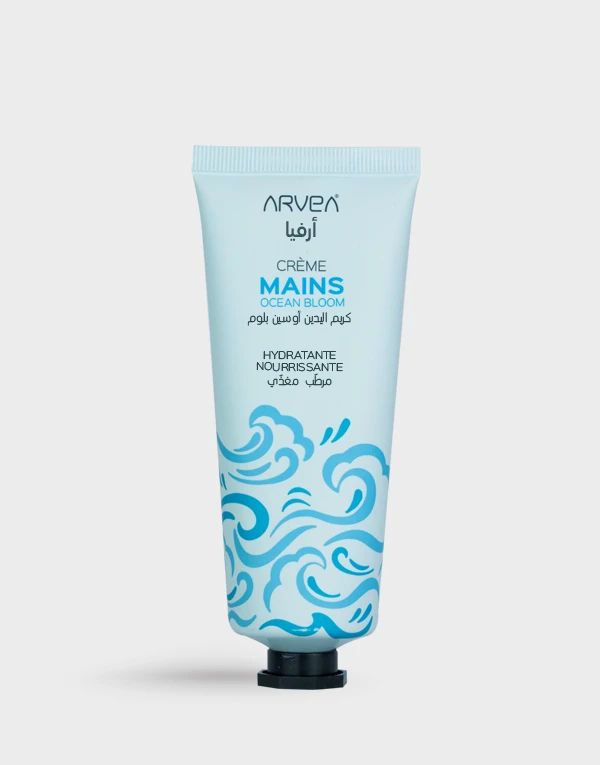 ARVEA®
أرفيا
CRÈME
MAINS
OCEAN BLOOM
كريم اليدين أوسين بلوم
HYDRATANTE
NOURRISSANTE
مرطّب مغذّي